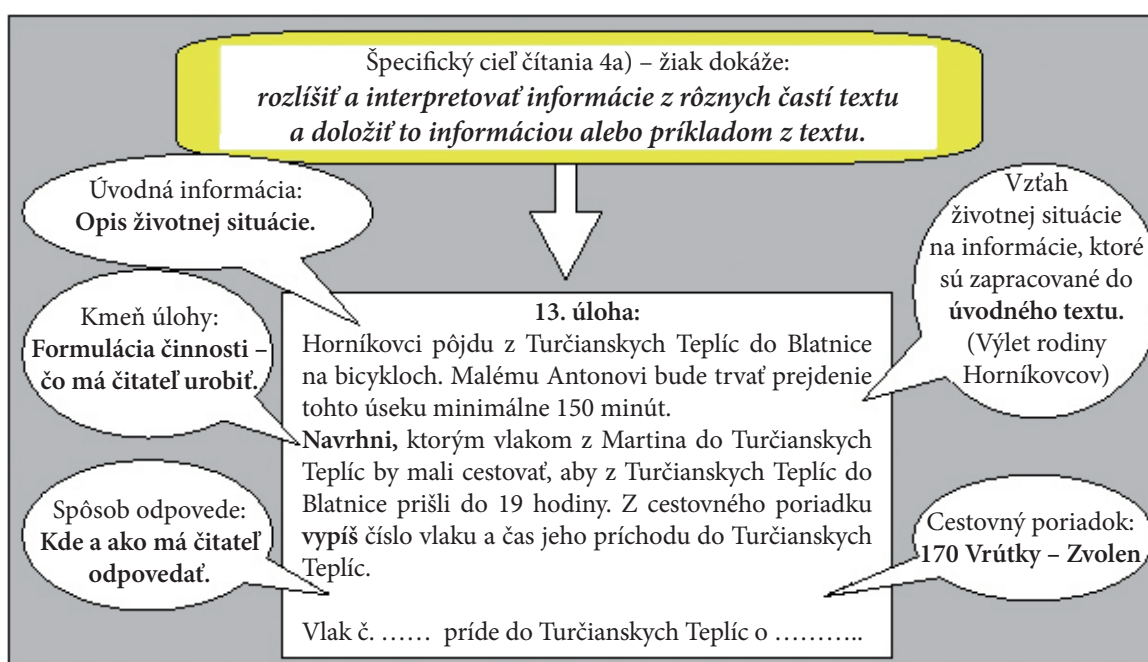 Špecifický cieľ čítania 4a) – žiak dokáže:
rozlíšiť a interpretovať informácie z rôznych častí textu
a doložiť to informáciou alebo príkladom z textu.
Úvodná informácia:
Opis životnej situácie.
Vzťah
životnej situácie
na informácie, ktoré
sú zapracované do
úvodného textu.
(Výlet rodiny
Horníkovcov)
Kmeň úlohy:
Formulácia činnosti –
čo má čitateľ urobiť.
13. úloha:
Horníkovci pôjdu z Turčianskych Teplíc do Blatnice
na bicykloch. Malému Antonovi bude trvať prejdenie
tohto úseku minimálne 150 minút.
Navrhni, ktorým vlakom z Martina do Turčianskych
Teplíc by mali cestovať, aby z Turčianskych Teplíc do
Blatnice prišli do 19 hodiny. Z cestovného poriadku
vypíš číslo vlaku a čas jeho príchodu do Turčianskych
Teplíc.
Vlak č. …… príde do Turčianskych Teplíc o ………..
Spôsob odpovede:
Kde a ako má čitateľ
odpovedať.
Cestovný poriadok:
170 Vrútky – Zvolen